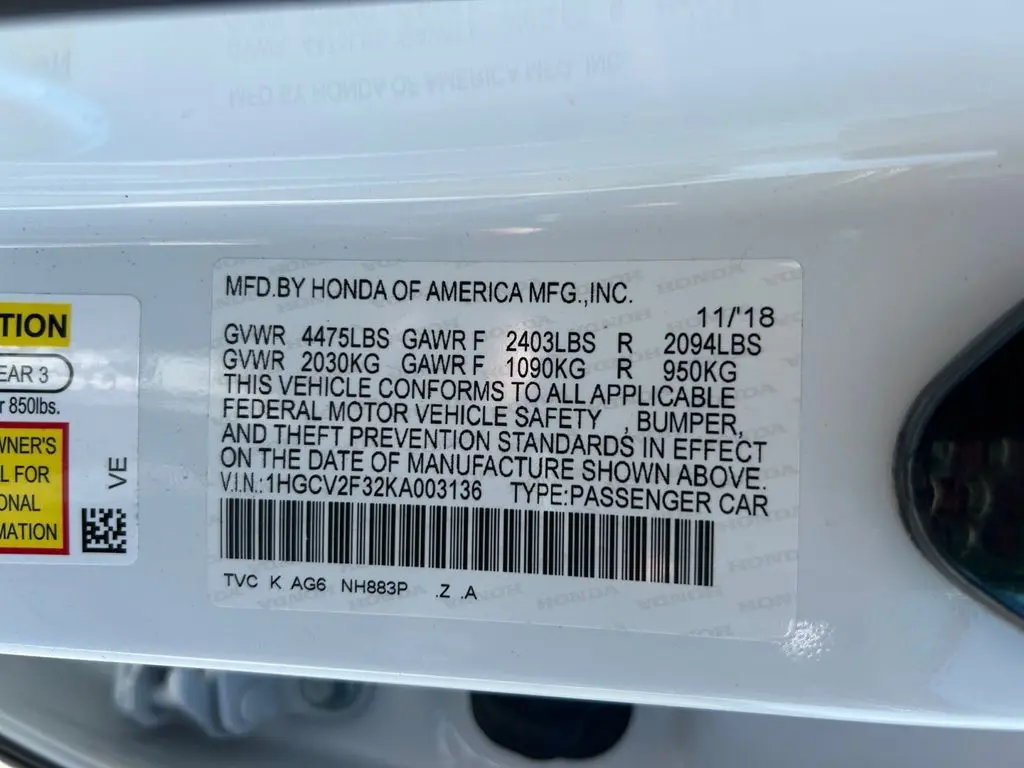 MFD.BY HONDA OF AMERICA MFG.,INC.
11/'18
GVWR 4475LBS GAWR F 2403LBS R 2094LBS
GVWR 2030KG GAWR F 1090KG R 950KG
THIS VEHICLE CONFORMS TO ALL APPLICABLE
FEDERAL MOTOR VEHICLE SAFETY , BUMPER,
AND THEFT PREVENTION STANDARDS IN EFFECT
ON THE DATE OF MANUFACTURE SHOWN ABOVE.
V.I.N.:1HGCV2F32KA003136 TYPE:PASSENGER CAR
TVC K AG6 NH883P .Z .A
TION
EAR 3
r 850lbs.
WNER'S
L FOR
ONAL
MATION
VE